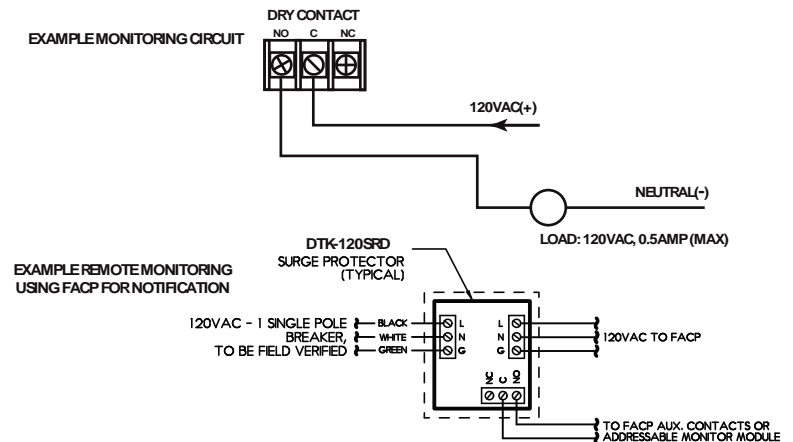 DRY CONTACT
EXAMPLE MONITORING CIRCUIT
NO C NC
120VAC(+)
NEUTRAL(-)
LOAD: 120VAC, 0.5AMP (MAX)
DTK-120SRD
SURGE PROTECTOR
(TYPICAL)
EXAMPLE REMOTE MONITORING
USING FACP FOR NOTIFICATION
120VAC - 1 SINGLE POLE
BREAKER,
TO BE FIELD VERIFIED
BLACK
WHITE
GREEN
L
N
G
L
N
G
120VAC TO FACP
NC
C
NO
TO FACP AUX. CONTACTS OR
ADDRESSABLE MONITOR MODULE